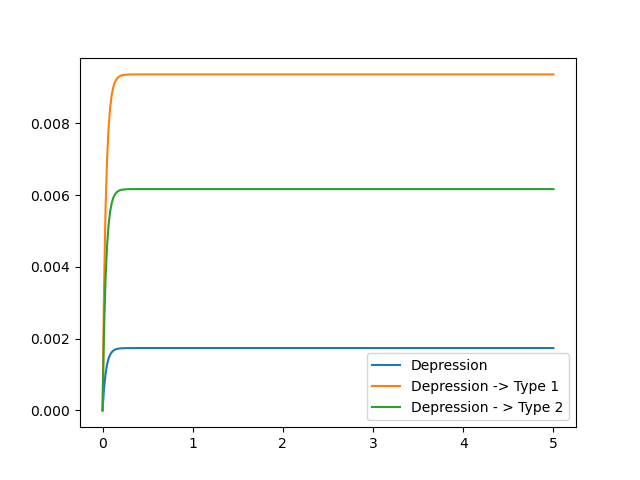 0.008
0.006
0.004
0.002
0.000
0 1 2 3 4 5
Depression
Depression -> Type 1
Depression - > Type 2